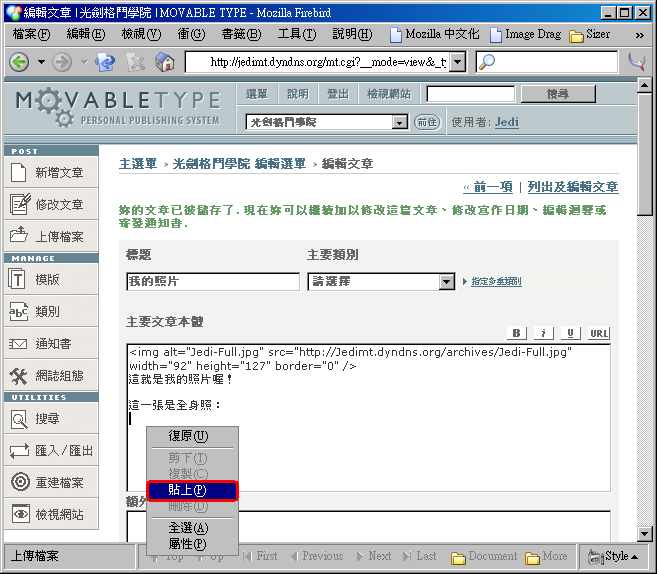 編輯文章 | 光劍格鬥學院 | MOVABLE TYPE - Mozilla Firebird
檔案(F) 編輯(E) 檢視(V) 衝(G) 書籤(B) 工具(T) 說明(H) Mozilla 中文化 Image Drag Sizer »
http://jedimt.dyndns.org/mt.cgi?__mode=view&_ty
MOVABLETYPE
PERSONAL PUBLISHING SYSTEM
選單 說明 登出 檢視網站 搜尋
光劍格鬥學院 前往 使用者: Jedi
POST
新增文章
修改文章
上傳檔案
MANAGE
模版
類別
通知書
網誌組態
UTILITIES
搜尋
匯入/匯出
重建檔案
檢視網站
主選單 > 光劍格鬥學院 編輯選單 > 編輯文章
« 前一項 | 列出及編輯文章
妳的文章已被儲存了. 現在妳可以繼續加以修改這篇文章、修改寫作日期、編輯迴響或
寄發通知書.
標題 主要類別
我的照片 請選擇 指定多重類別
主要文章本體
B i U URL
<img alt="Jedi-Full.jpg" src="http://Jedimt.dyndns.org/archives/Jedi-Full.jpg"
width="92" height="127" border="0" />
這就是我的照片喔！
這一張是全身照：
復原(U)
剪下(T)
複製(C)
貼上(P)
刪除(D)
全選(A)
屬性(P)
額外
上傳檔案 Top Up First Previous Next Last Document More Style